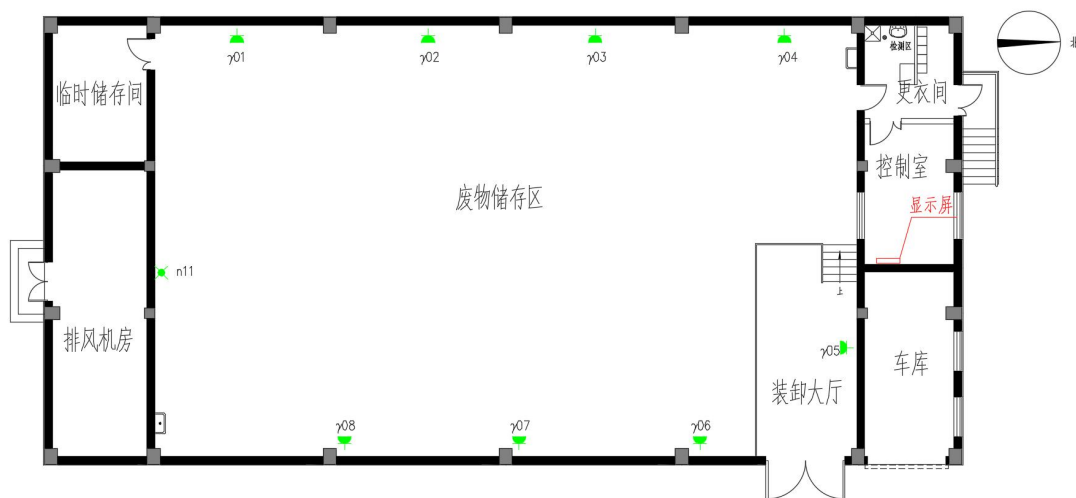 γ01
γ02
γ03
γ04
北
检测区
临时储存间
更衣间
控制室
废物储存区
显示屏
n11
上
排风机房
γ05
车库
装卸大厅
γ08
γ07
γ06